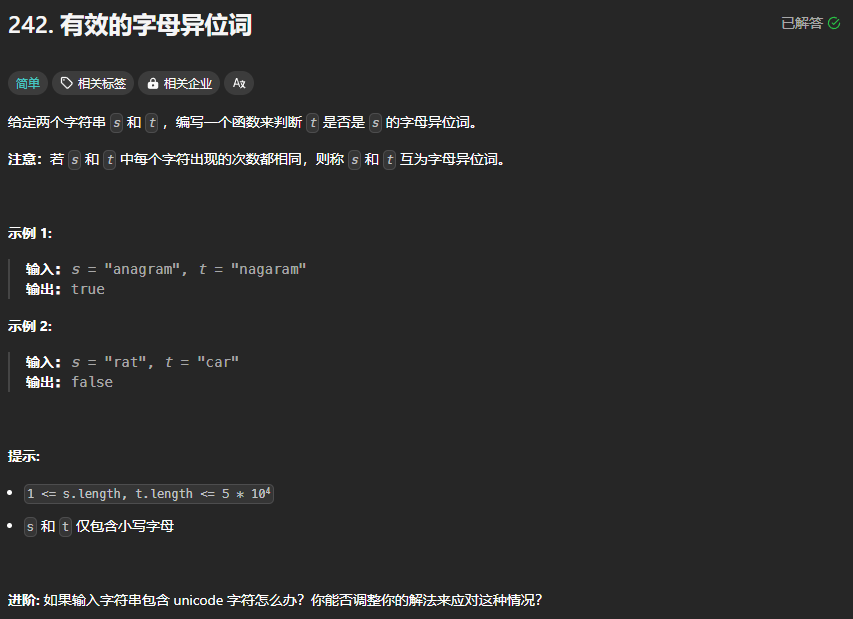 242. 有效的字母异位词
已解答
简单 相关标签 相关企业 Ax
给定两个字符串 s 和 t ，编写一个函数来判断 t 是否是 s 的字母异位词。
注意：若 s 和 t 中每个字符出现的次数都相同，则称 s 和 t 互为字母异位词。
示例 1:
输入: s = "anagram", t = "nagaram"
输出: true
示例 2:
输入: s = "rat", t = "car"
输出: false
提示:
• 1 <= s.length, t.length <= 5 * 10⁴
• s 和 t 仅包含小写字母
进阶: 如果输入字符串包含 unicode 字符怎么办？你能否调整你的解法来应对这种情况？